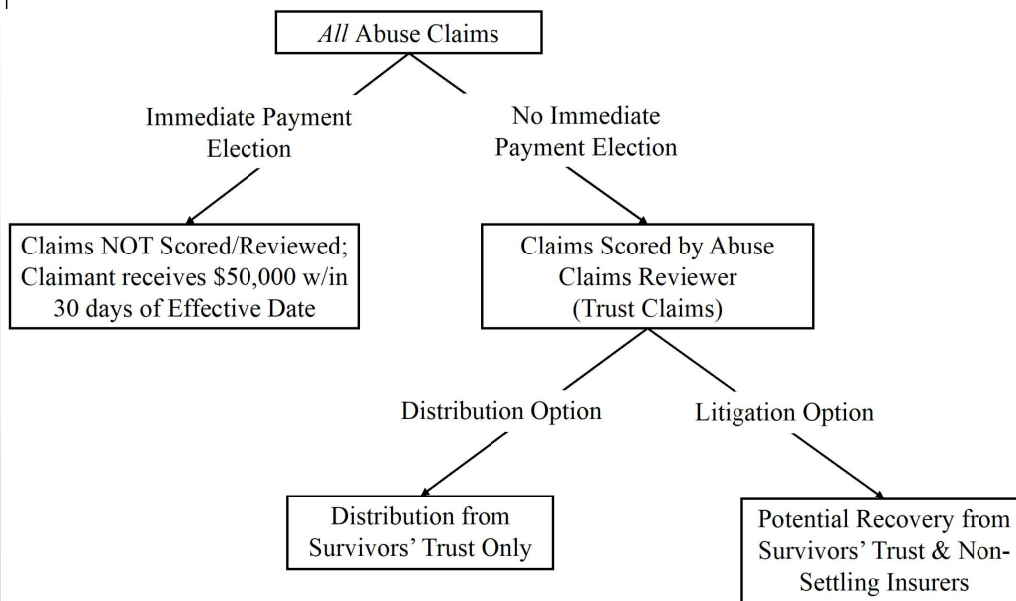 All Abuse Claims
Immediate Payment
Election
No Immediate
Payment Election
Claims NOT Scored/Reviewed;
Claimant receives $50,000 w/in
30 days of Effective Date
Claims Scored by Abuse
Claims Reviewer
(Trust Claims)
Distribution Option
Litigation Option
Distribution from
Survivors’ Trust Only
Potential Recovery from
Survivors’ Trust & Non-
Settling Insurers